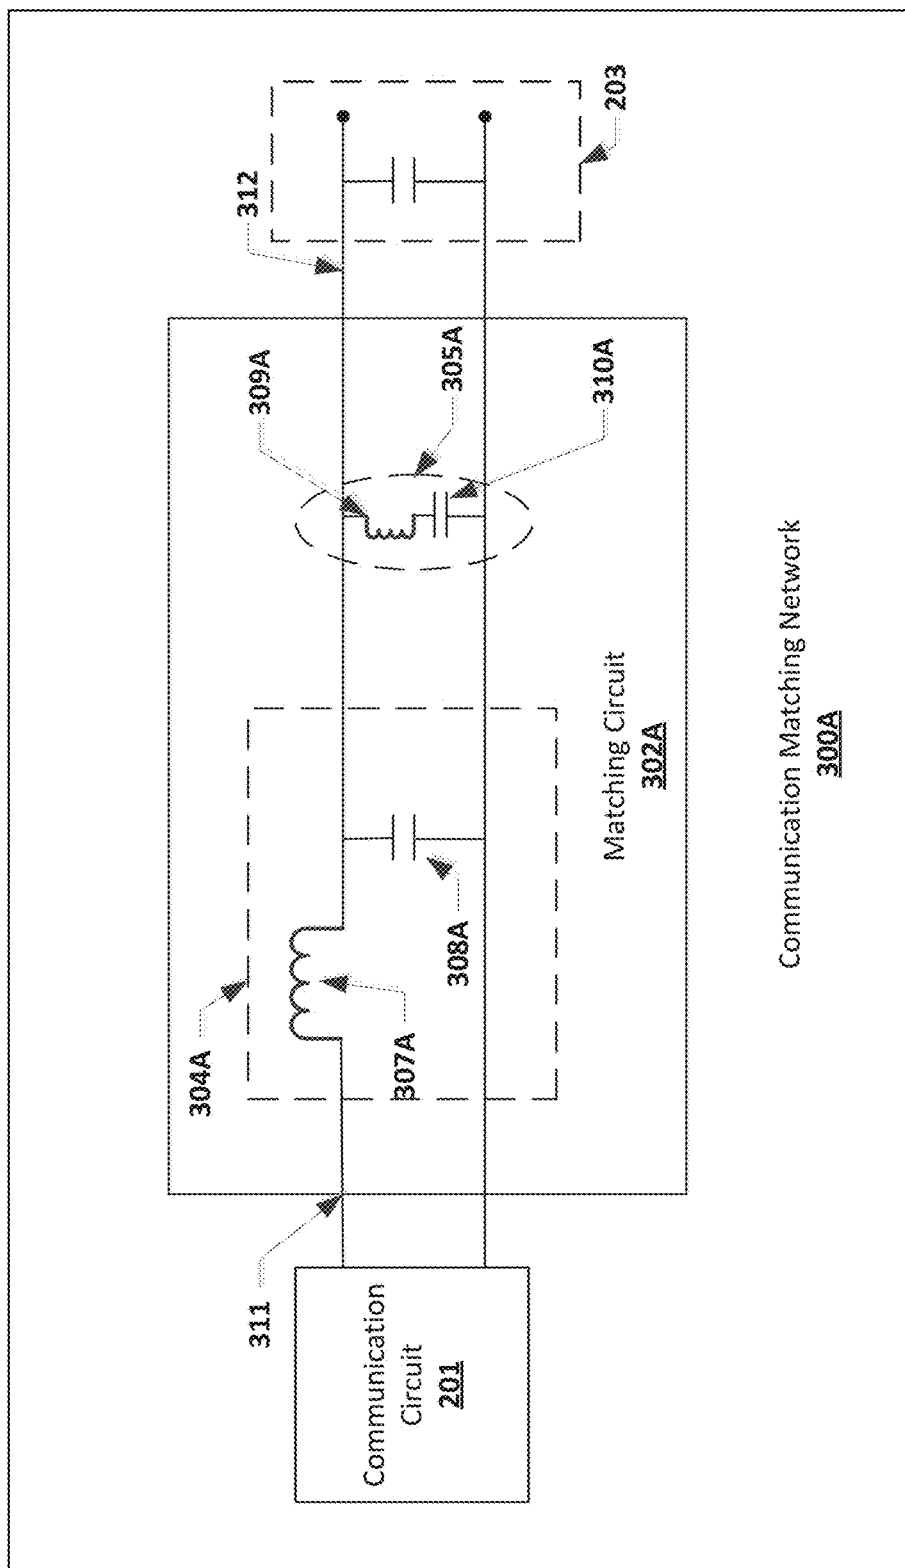 311
304A
307A
308A
309A
305A
310A
312
203
Communication
Circuit
201
Matching Circuit
302A
Communication Matching Network
300A